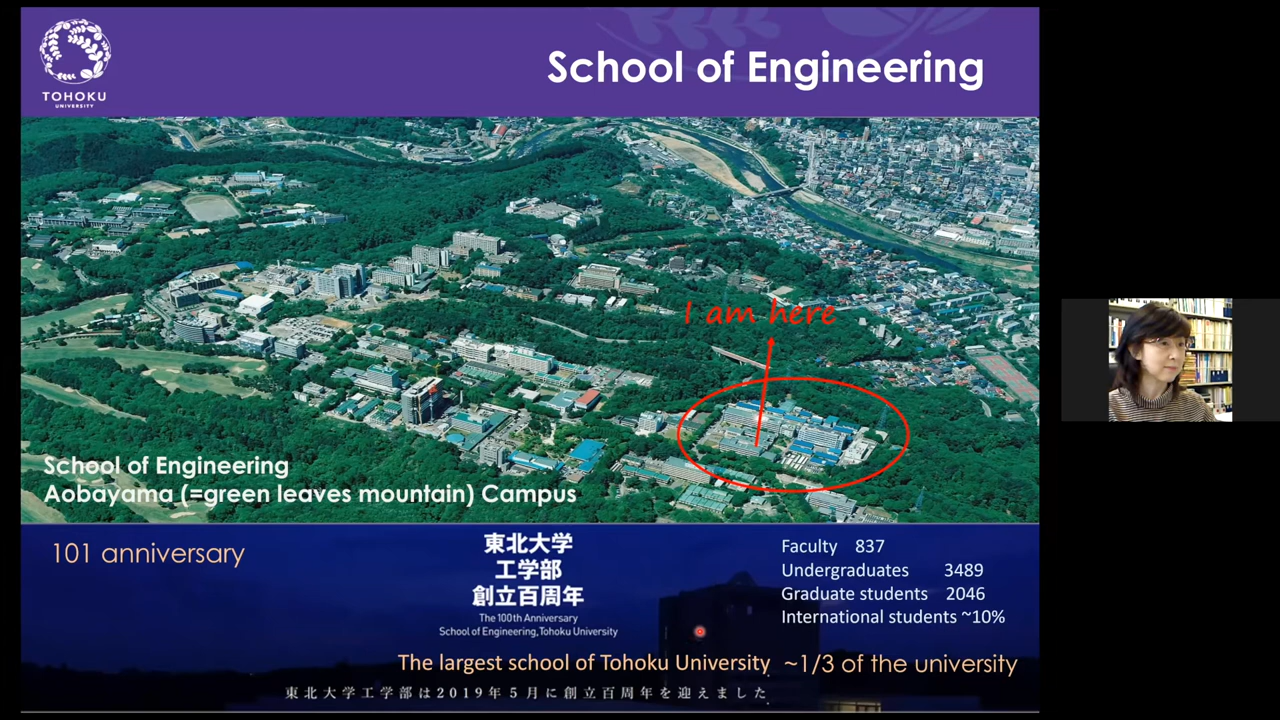 TOHOKU
UNIVERSITY
School of Engineering
I am here
School of Engineering
Aobayama (=green leaves mountain) Campus
101 anniversary
東北大学
工学部
創立百周年
The 100th Anniversary
School of Engineering, Tohoku University
Faculty 837
Undergraduates 3489
Graduate students 2046
International students ~10%
The largest school of Tohoku University ~1/3 of the university
東北大学工学部は2019年5月に創立百周年を迎えました